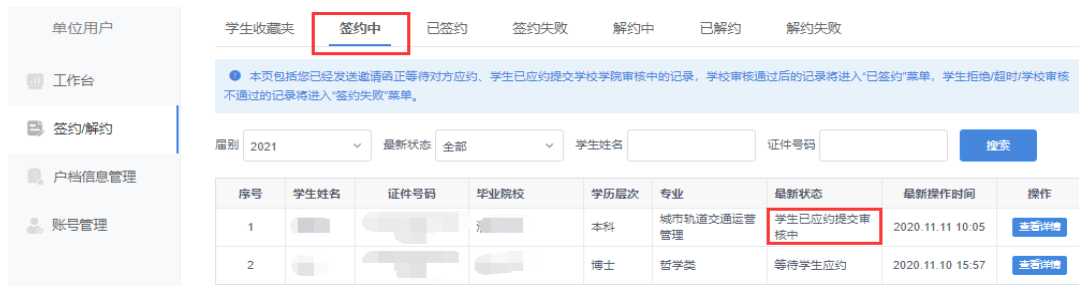 单位用户
工作台
签约/解约
户档信息管理
账号管理
学生收藏夹 签约中 已签约 签约失败 解约中 已解约 解约失败
本页包括您已经发送邀请函正等待对方应约、学生已应约提交学校学院审核中的记录，学校审核通过后的记录将进入“已签约”菜单，学生拒绝/超时/学校审核
不通过的记录将进入“签约失败”菜单。
届别 2021 最新状态 全部 学生姓名 证件号码 搜索
序号 学生姓名 证件号码 毕业院校 学历层次 专业 最新状态 最新操作时间 操作
1 本科 城市轨道交通运营 学生已应约提交审 2020.11.11 10:05 查看详情
管理 核中
2 博士 哲学类 等待学生应约 2020.11.10 15:57 查看详情